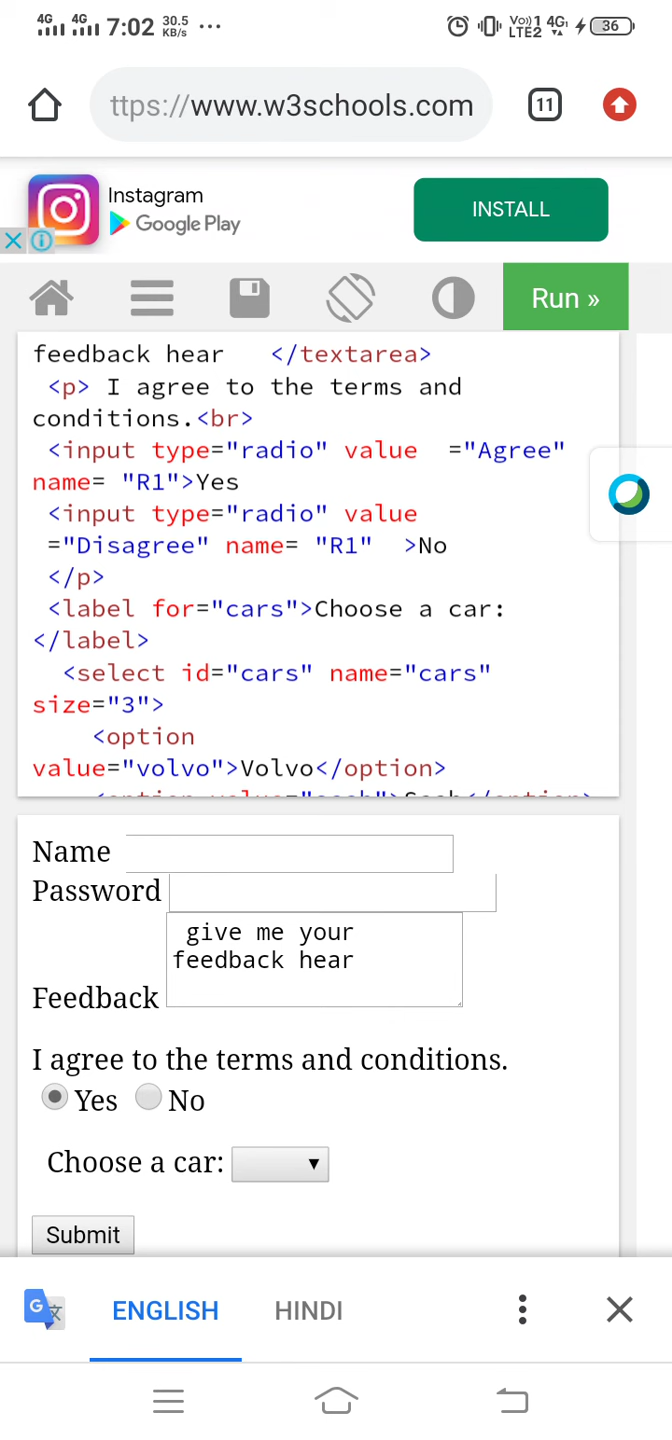 4G 4G 7:02 30.5 KB/s ... Vo))1 LTE2 4G 36
ttps://www.w3schools.com 11
Instagram
Google Play
INSTALL
Run »
feedback hear </textarea>
<p> I agree to the terms and
conditions.<br>
<input type="radio" value ="Agree"
name= "R1">Yes
<input type="radio" value
="Disagree" name= "R1" >No
</p>
<label for="cars">Choose a car:
</label>
<select id="cars" name="cars"
size="3">
<option
value="volvo">Volvo</option>
Name
Password
give me your
feedback hear
Feedback
I agree to the terms and conditions.
Yes No
Choose a car:
Submit
G ENGLISH HINDI